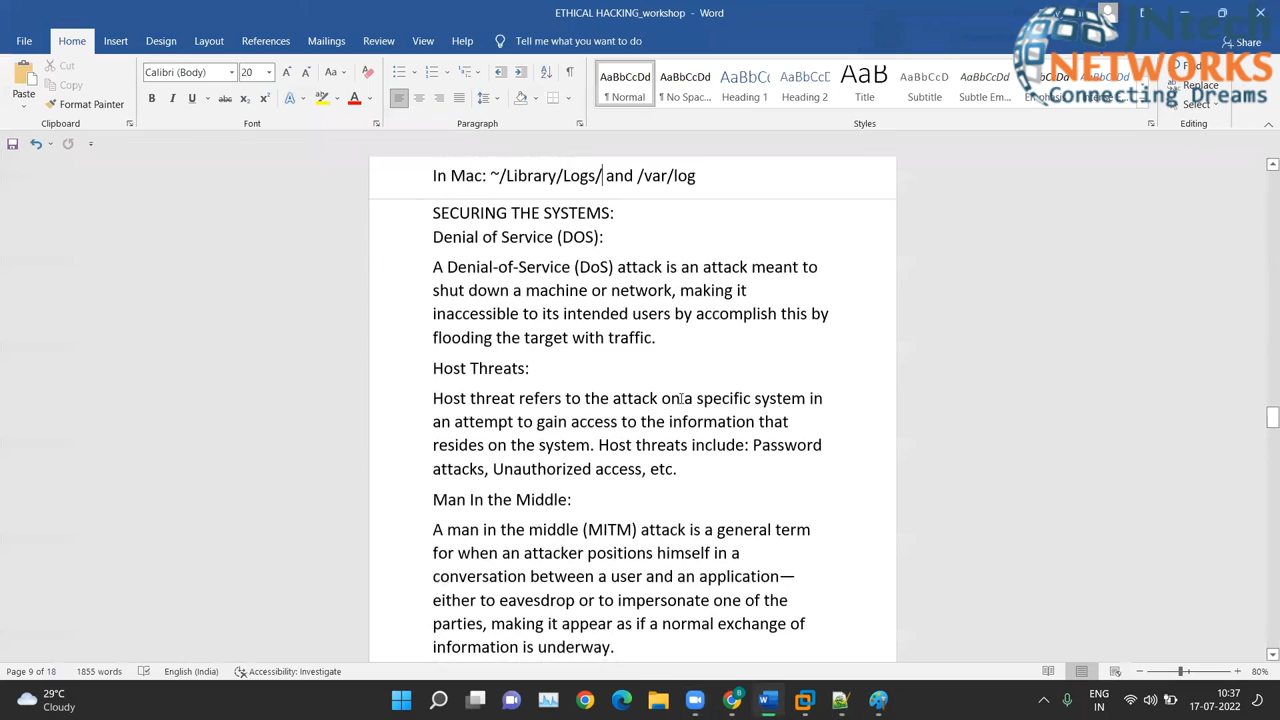 ETHICAL HACKING_workshop - Word
File Home Insert Design Layout References Mailings Review View Help Tell me what you want to do Share
NETWORKS
Connecting Dreams
Paste
Cut
Copy
Format Painter
Calibri (Body) 20
AaBbCcDd AaBbCcDd AaBbCc AaBbCcD AaB AaBbCcD AaBbCcDd
¶ Normal ¶ No Spac... Heading 1 Heading 2 Title Subtitle Subtle Em...
Replace
Select
Clipboard Font Paragraph Styles Editing
In Mac: ~/Library/Logs/ and /var/log
SECURING THE SYSTEMS:
Denial of Service (DOS):
A Denial-of-Service (DoS) attack is an attack meant to
shut down a machine or network, making it
inaccessible to its intended users by accomplish this by
flooding the target with traffic.
Host Threats:
Host threat refers to the attack on a specific system in
an attempt to gain access to the information that
resides on the system. Host threats include: Password
attacks, Unauthorized access, etc.
Man In the Middle:
A man in the middle (MITM) attack is a general term
for when an attacker positions himself in a
conversation between a user and an application—
either to eavesdrop or to impersonate one of the
parties, making it appear as if a normal exchange of
information is underway.
Page 9 of 18 1855 words English (India) Accessibility: Investigate 80%
29°C
Cloudy
ENG
IN
10:37
17-07-2022